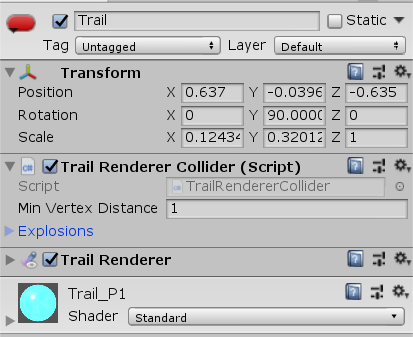 Trail Static
Tag Untagged Layer Default
Transform
Position X 0.637 Y -0.0396 Z -0.635
Rotation X 0 Y 90.0000 Z 0
Scale X 0.12434 Y 0.32012 Z 1
Trail Renderer Collider (Script)
Script TrailRendererCollider
Min Vertex Distance 1
Explosions
Trail Renderer
Trail_P1
Shader Standard